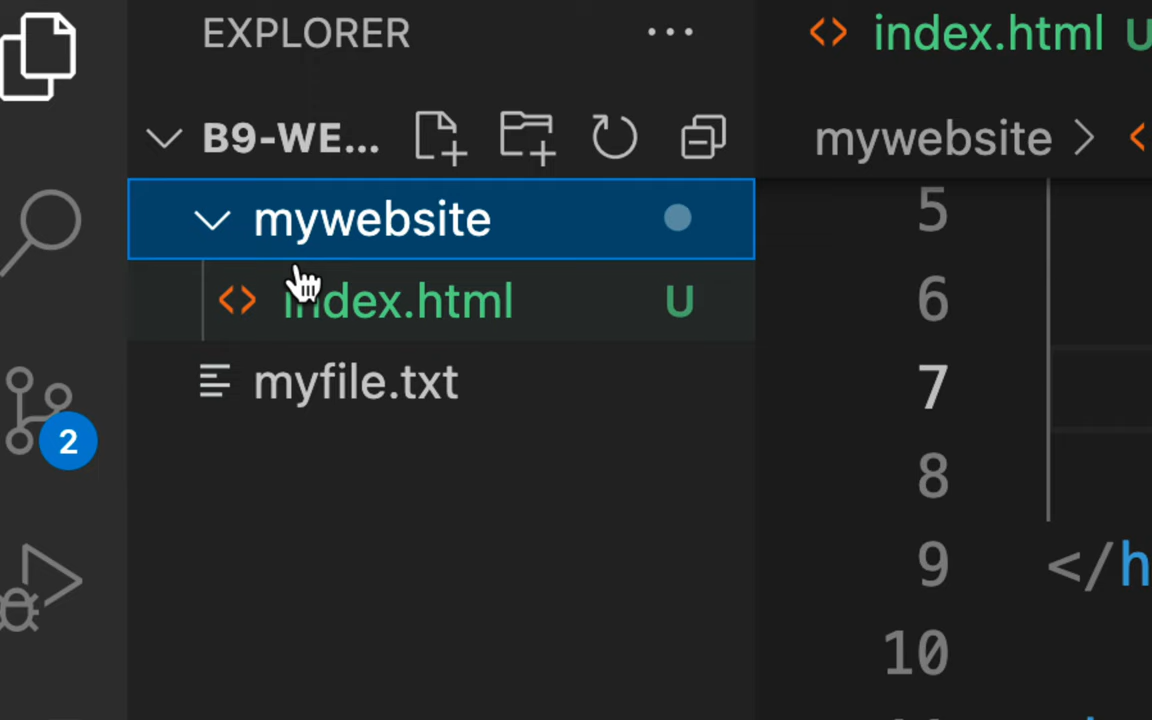 EXPLORER
B9-WE...
mywebsite
index.html U
myfile.txt
2
index.html U
mywebsite >
5
6
7
8
9 </h
10